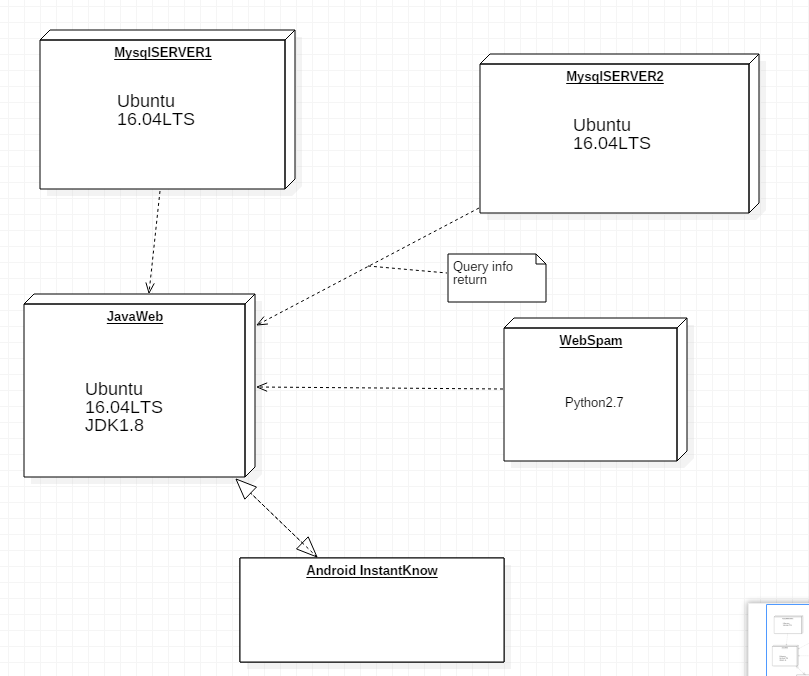 MysqlSERVER1
Ubuntu
16.04LTS
MysqlSERVER2
Ubuntu
16.04LTS
Query info
return
JavaWeb
Ubuntu
16.04LTS
JDK1.8
WebSpam
Python2.7
Android InstantKnow